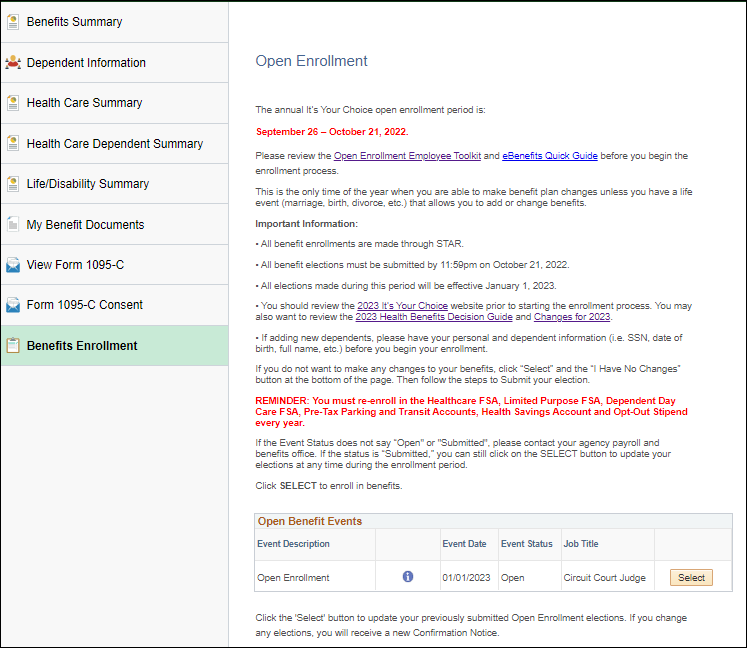 Benefits Summary
Dependent Information
Health Care Summary
Health Care Dependent Summary
Life/Disability Summary
My Benefit Documents
View Form 1095-C
Form 1095-C Consent
Benefits Enrollment
Open Enrollment
The annual It's Your Choice open enrollment period is:
September 26 – October 21, 2022.
Please review the Open Enrollment Employee Toolkit and eBenefits Quick Guide before you begin the
enrollment process.
This is the only time of the year when you are able to make benefit plan changes unless you have a life
event (marriage, birth, divorce, etc.) that allows you to add or change benefits.
Important Information:
• All benefit enrollments are made through STAR.
• All benefit elections must be submitted by 11:59pm on October 21, 2022.
• All elections made during this period will be effective January 1, 2023.
• You should review the 2023 It's Your Choice website prior to starting the enrollment process. You may
also want to review the 2023 Health Benefits Decision Guide and Changes for 2023.
• If adding new dependents, please have your personal and dependent information (i.e. SSN, date of
birth, full name, etc.) before you begin your enrollment.
If you do not want to make any changes to your benefits, click “Select” and the “I Have No Changes”
button at the bottom of the page. Then follow the steps to Submit your election.
REMINDER: You must re-enroll in the Healthcare FSA, Limited Purpose FSA, Dependent Day
Care FSA, Pre-Tax Parking and Transit Accounts, Health Savings Account and Opt-Out Stipend
every year.
If the Event Status does not say “Open” or "Submitted", please contact your agency payroll and
benefits office. If the status is “Submitted,” you can still click on the SELECT button to update your
elections at any time during the enrollment period.
Click SELECT to enroll in benefits.
Open Benefit Events
Event Description Event Date Event Status Job Title
Open Enrollment i 01/01/2023 Open Circuit Court Judge Select
Click the 'Select' button to update your previously submitted Open Enrollment elections. If you change
any elections, you will receive a new Confirmation Notice.